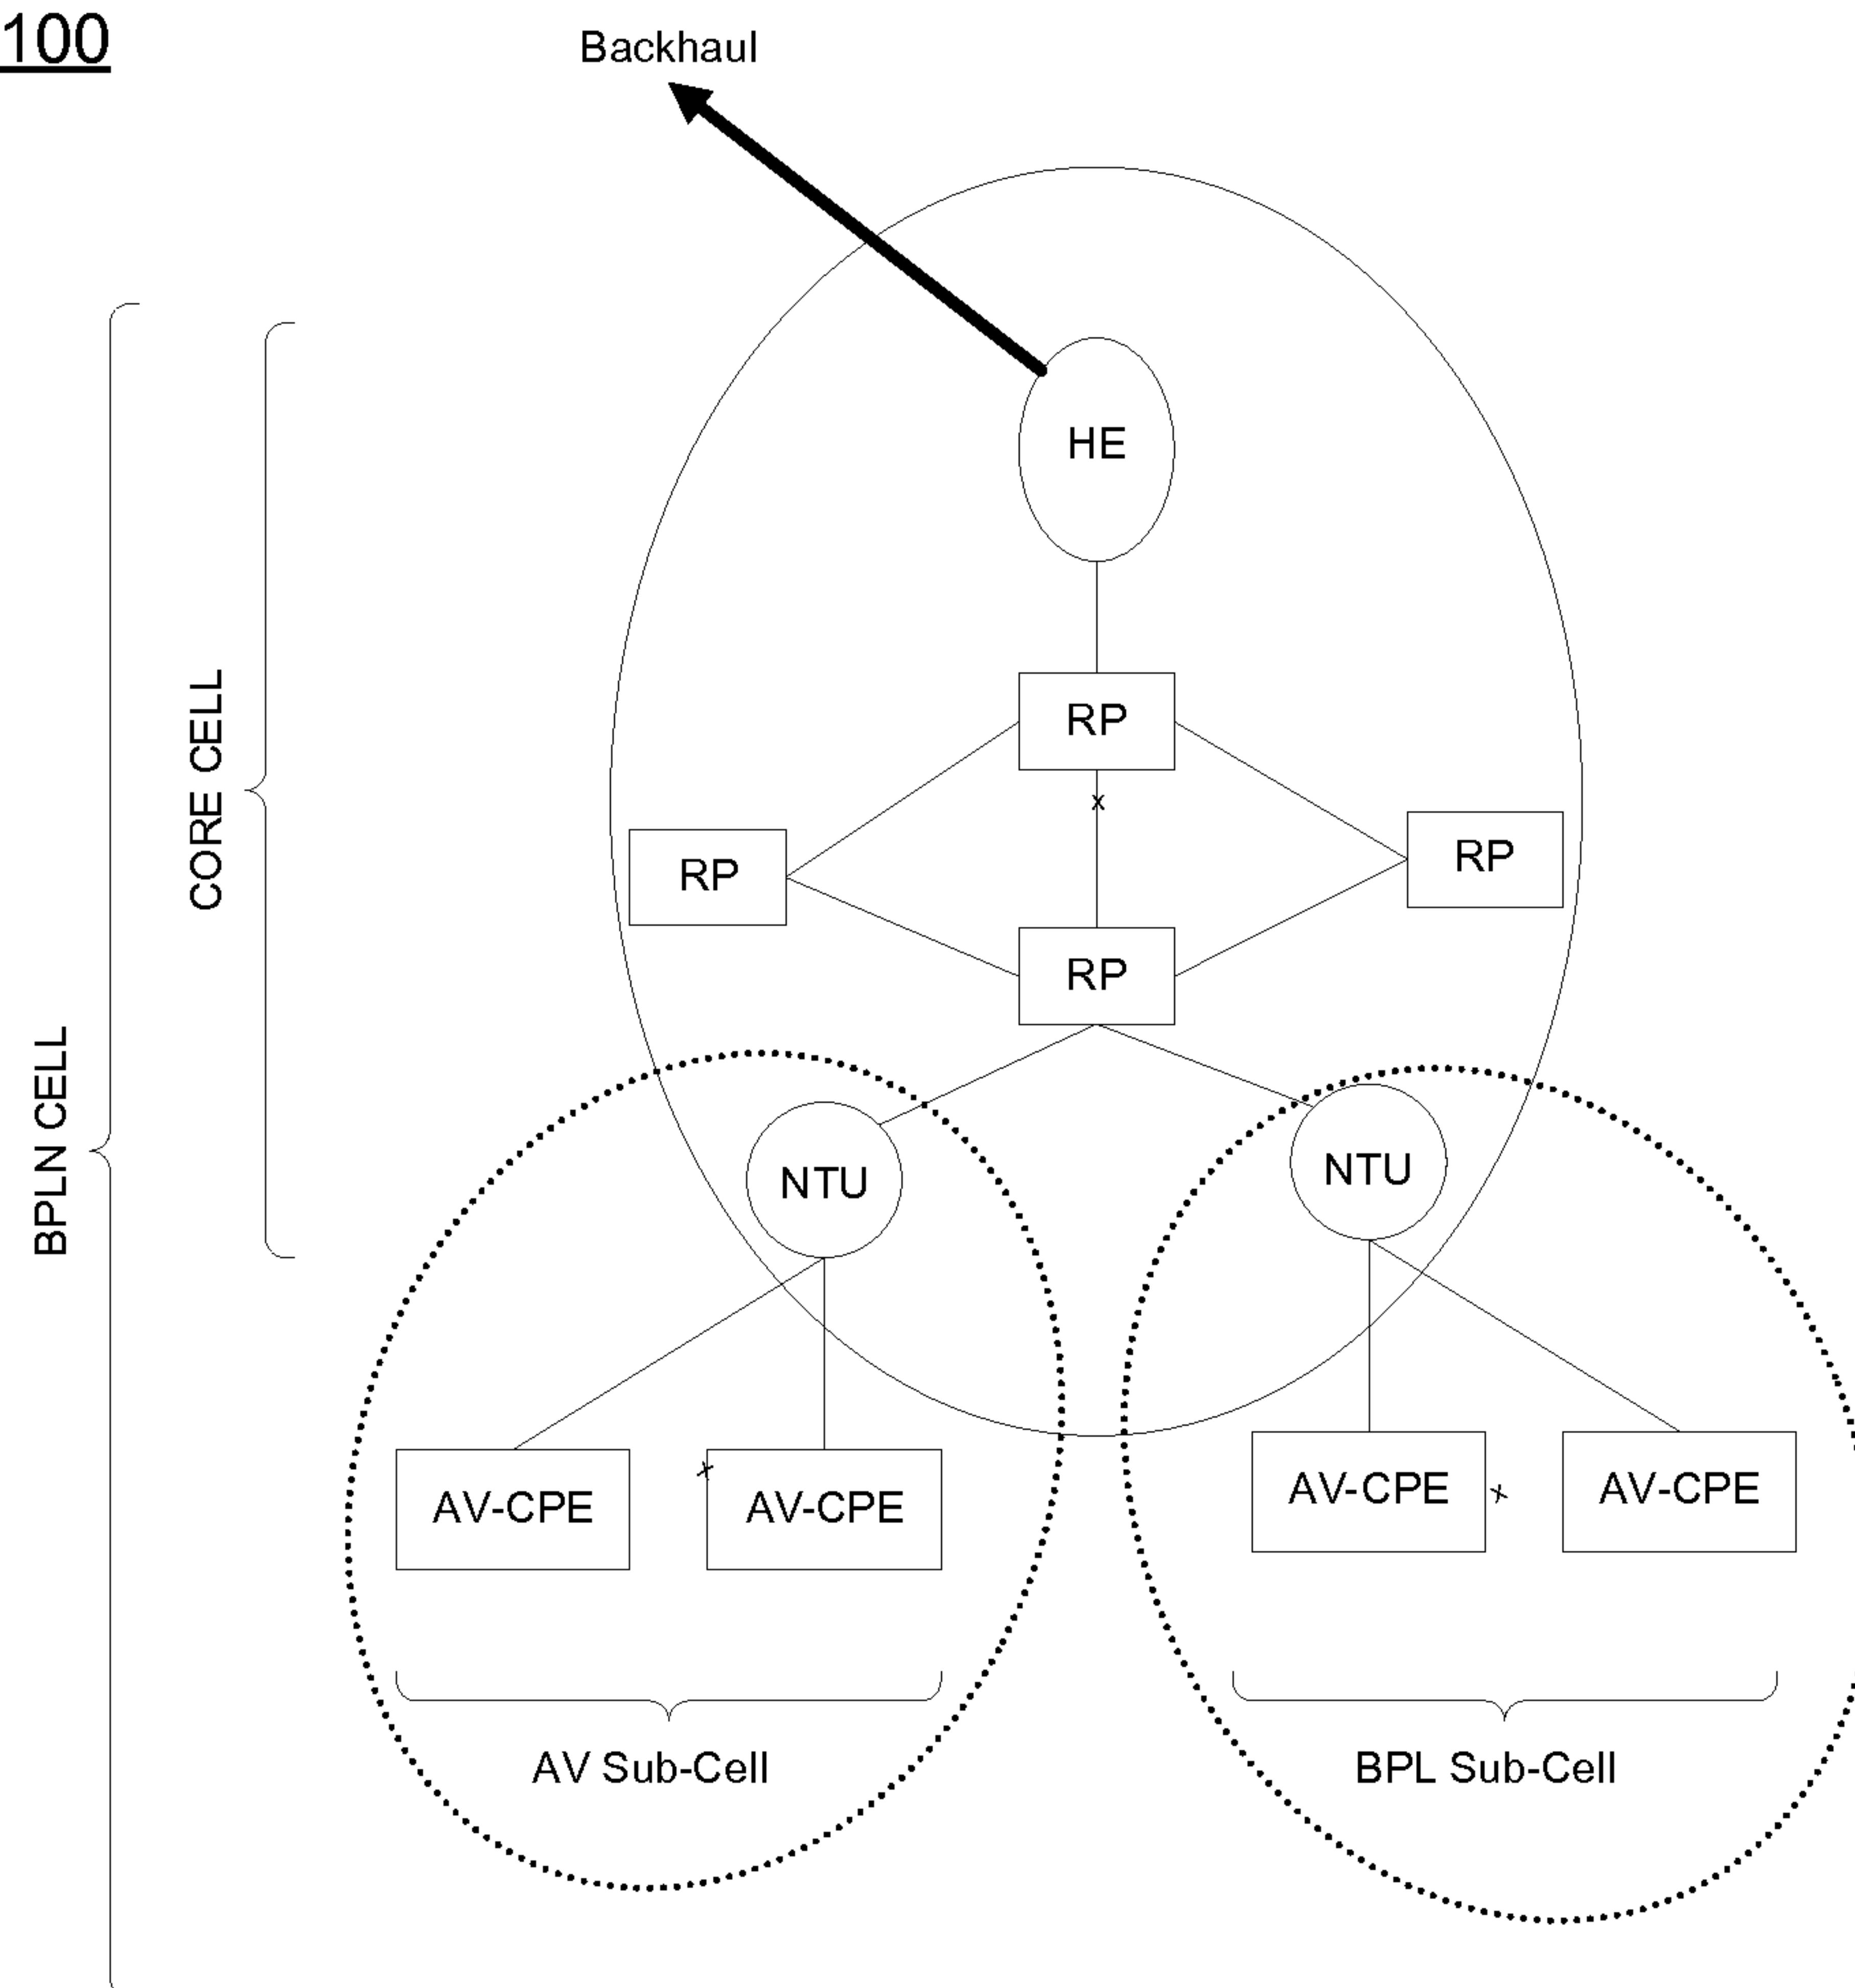 100
Backhaul
HE
RP
x
RP
RP
RP
CORE CELL
BPLN CELL
NTU
NTU
x
x
AV-CPE
AV-CPE
AV-CPE
AV-CPE
AV Sub-Cell
BPL Sub-Cell